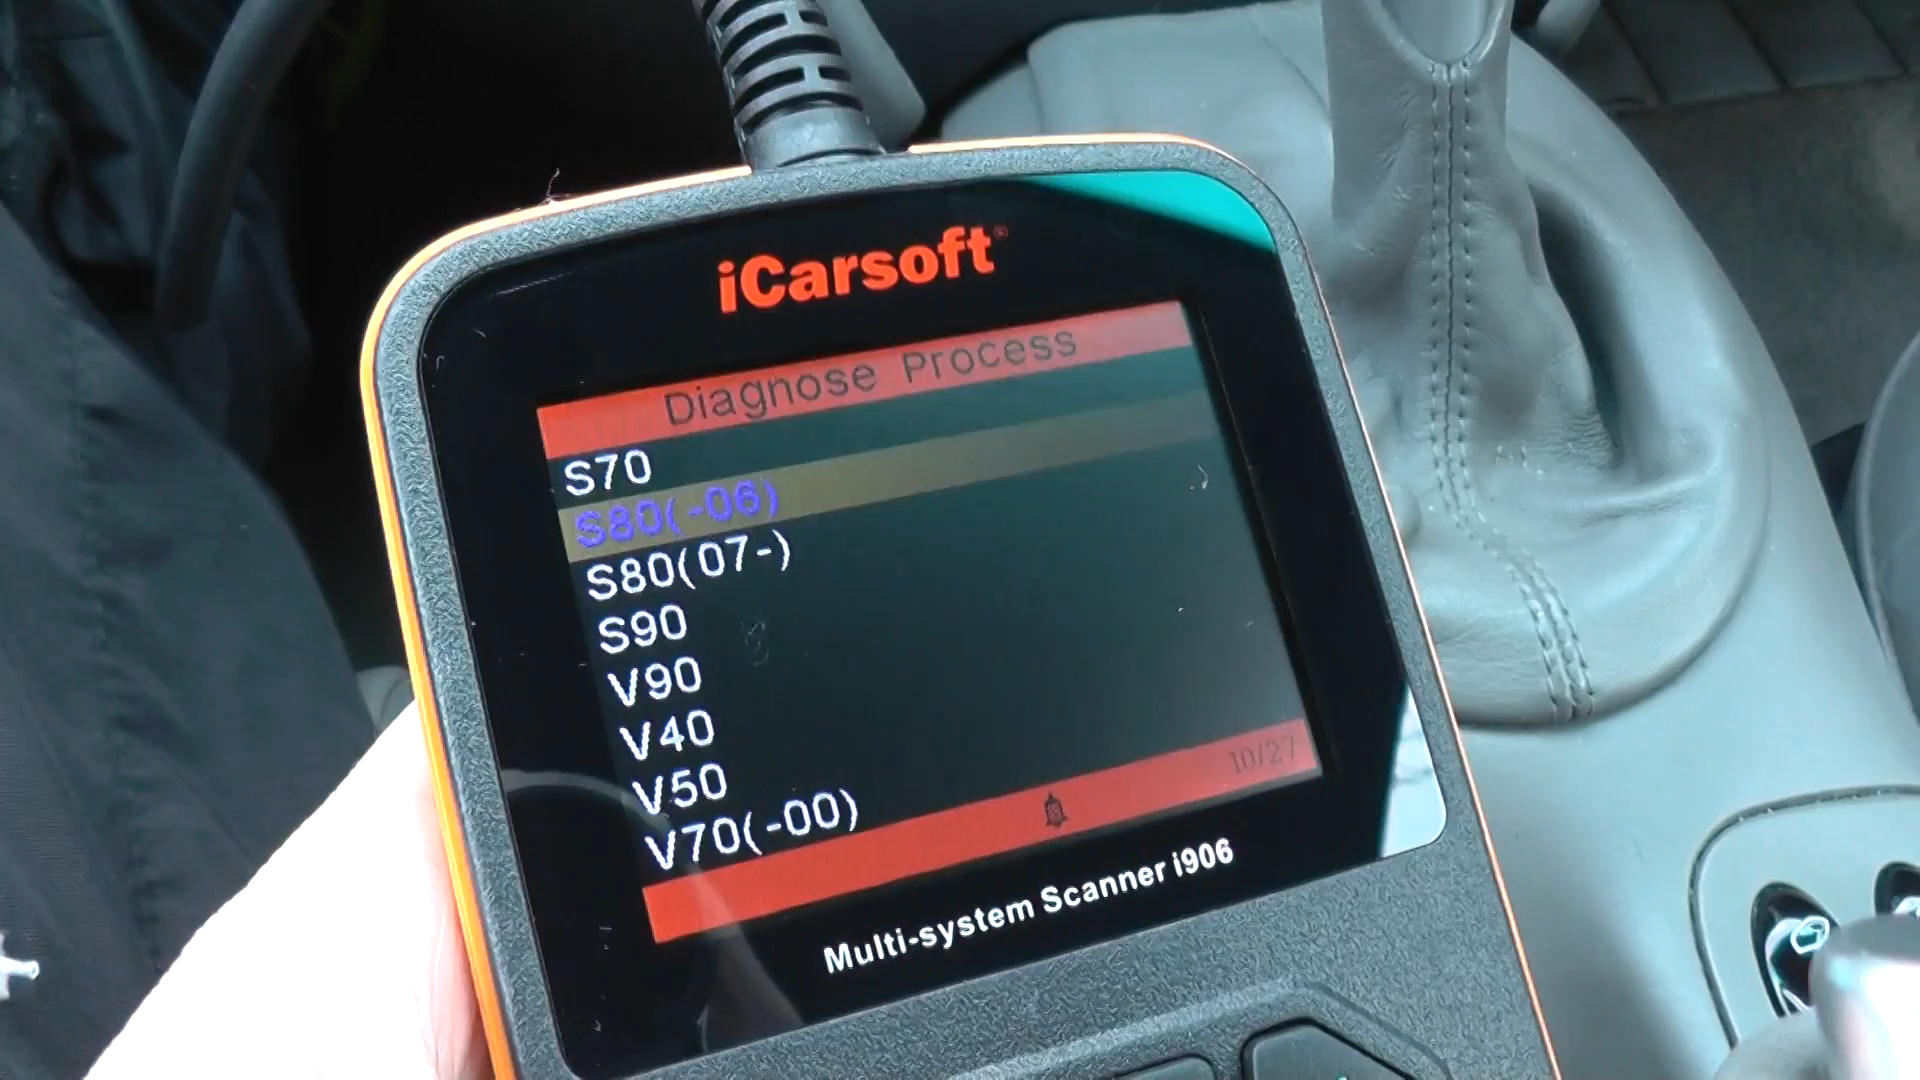 iCarsoft®
Diagnose Process
S70
S80(-06)
S80(07-)
S90
V90
V40
V50
V70(-00)
10/27
Multi-system Scanner i906